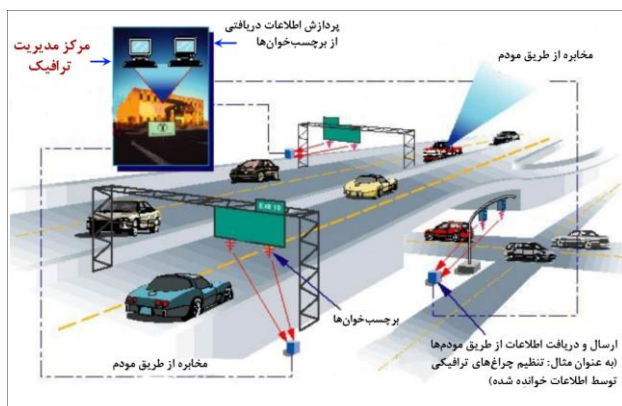 پردازش اطلاعات دریافتی
از برچسب‌خوان‌ها
مرکز مدیریت
ترافیک
مخابره از طریق مودم
EXIT 10
برچسب‌خوان‌ها
مخابره از طریق مودم
ارسال و دریافت اطلاعات از طریق مودم‌ها
(به عنوان مثال: تنظیم چراغ‌های ترافیکی
توسط اطلاعات خوانده شده)